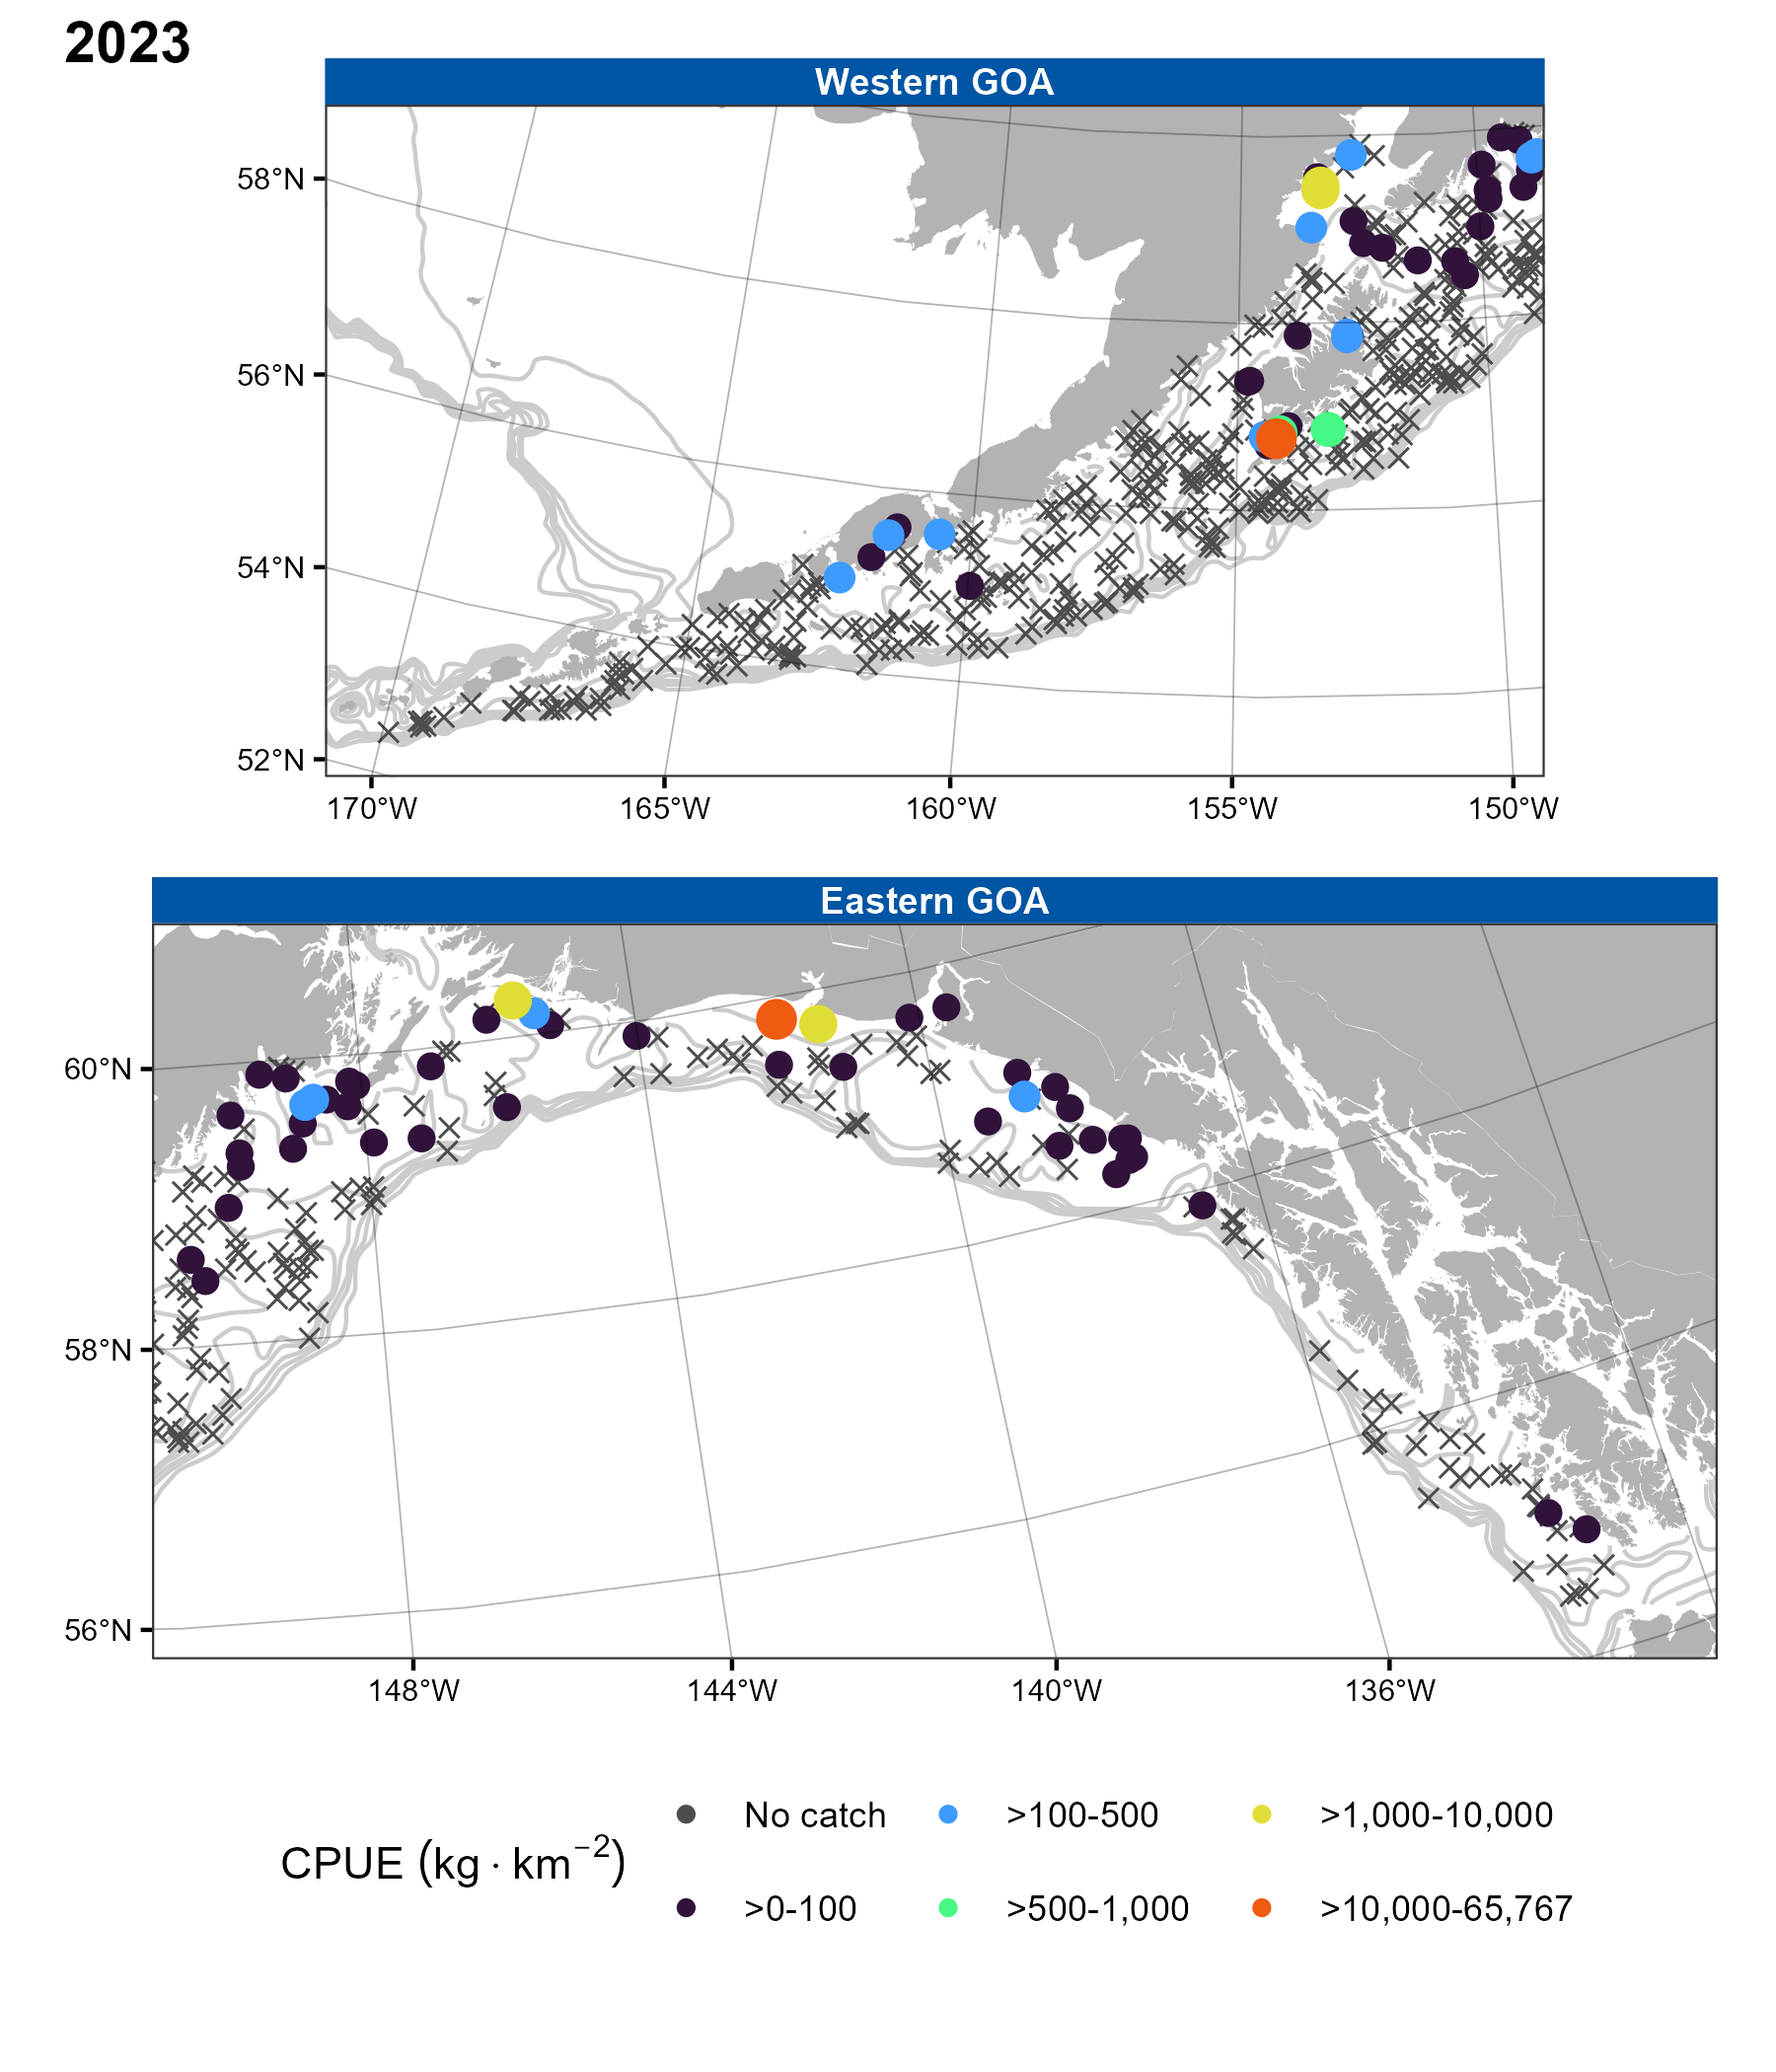 2023
Western GOA
58°N
56°N
54°N
52°N
170°W 165°W 160°W 155°W 150°W
Eastern GOA
60°N
58°N
56°N
148°W 144°W 140°W 136°W
CPUE (kg · km⁻²)
No catch >100-500 >1,000-10,000
>0-100 >500-1,000 >10,000-65,767